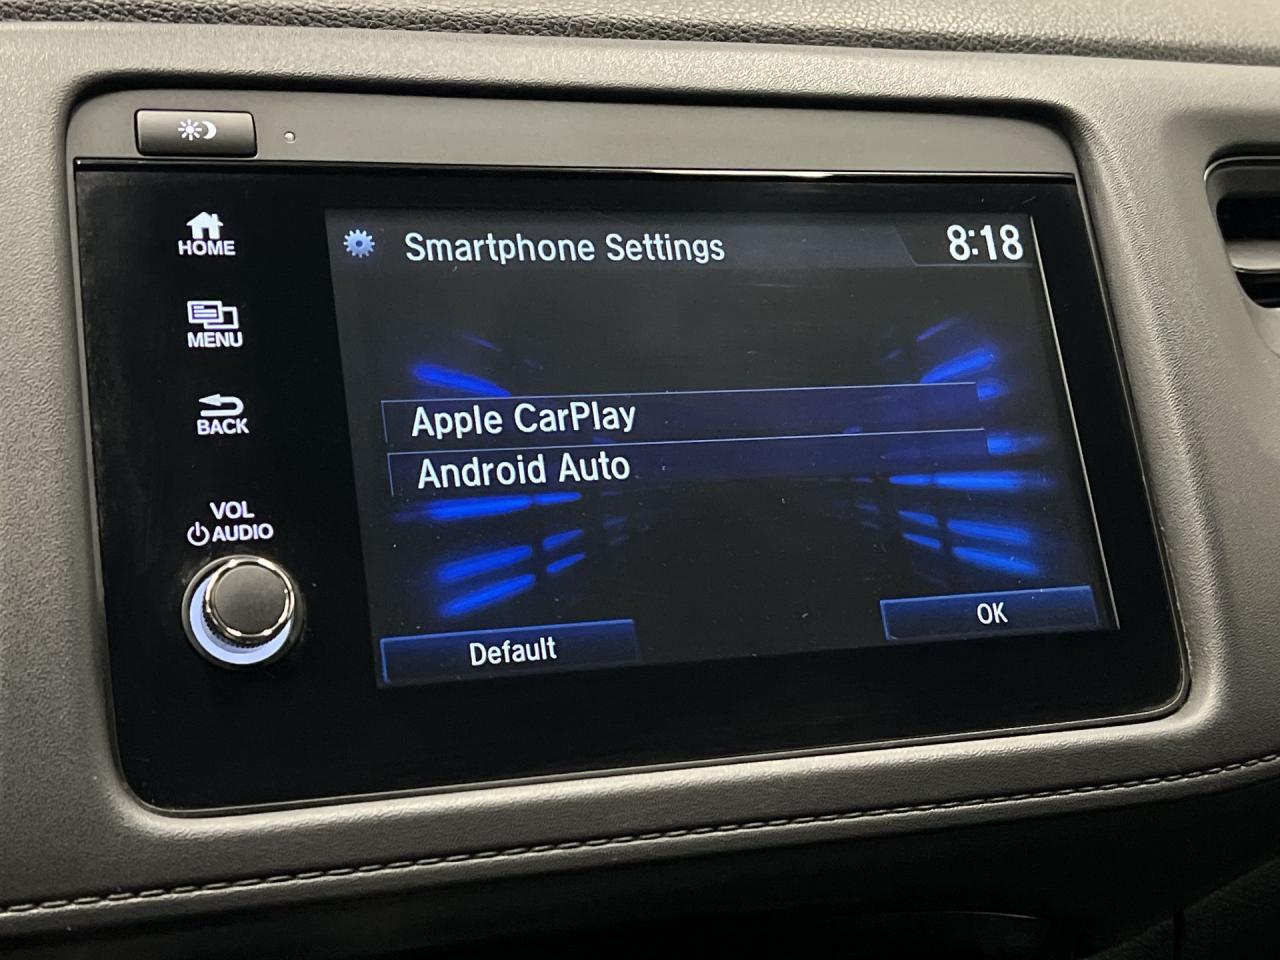 HOME
MENU
BACK
VOL
AUDIO
Smartphone Settings
8:18
Apple CarPlay
Android Auto
Default
OK